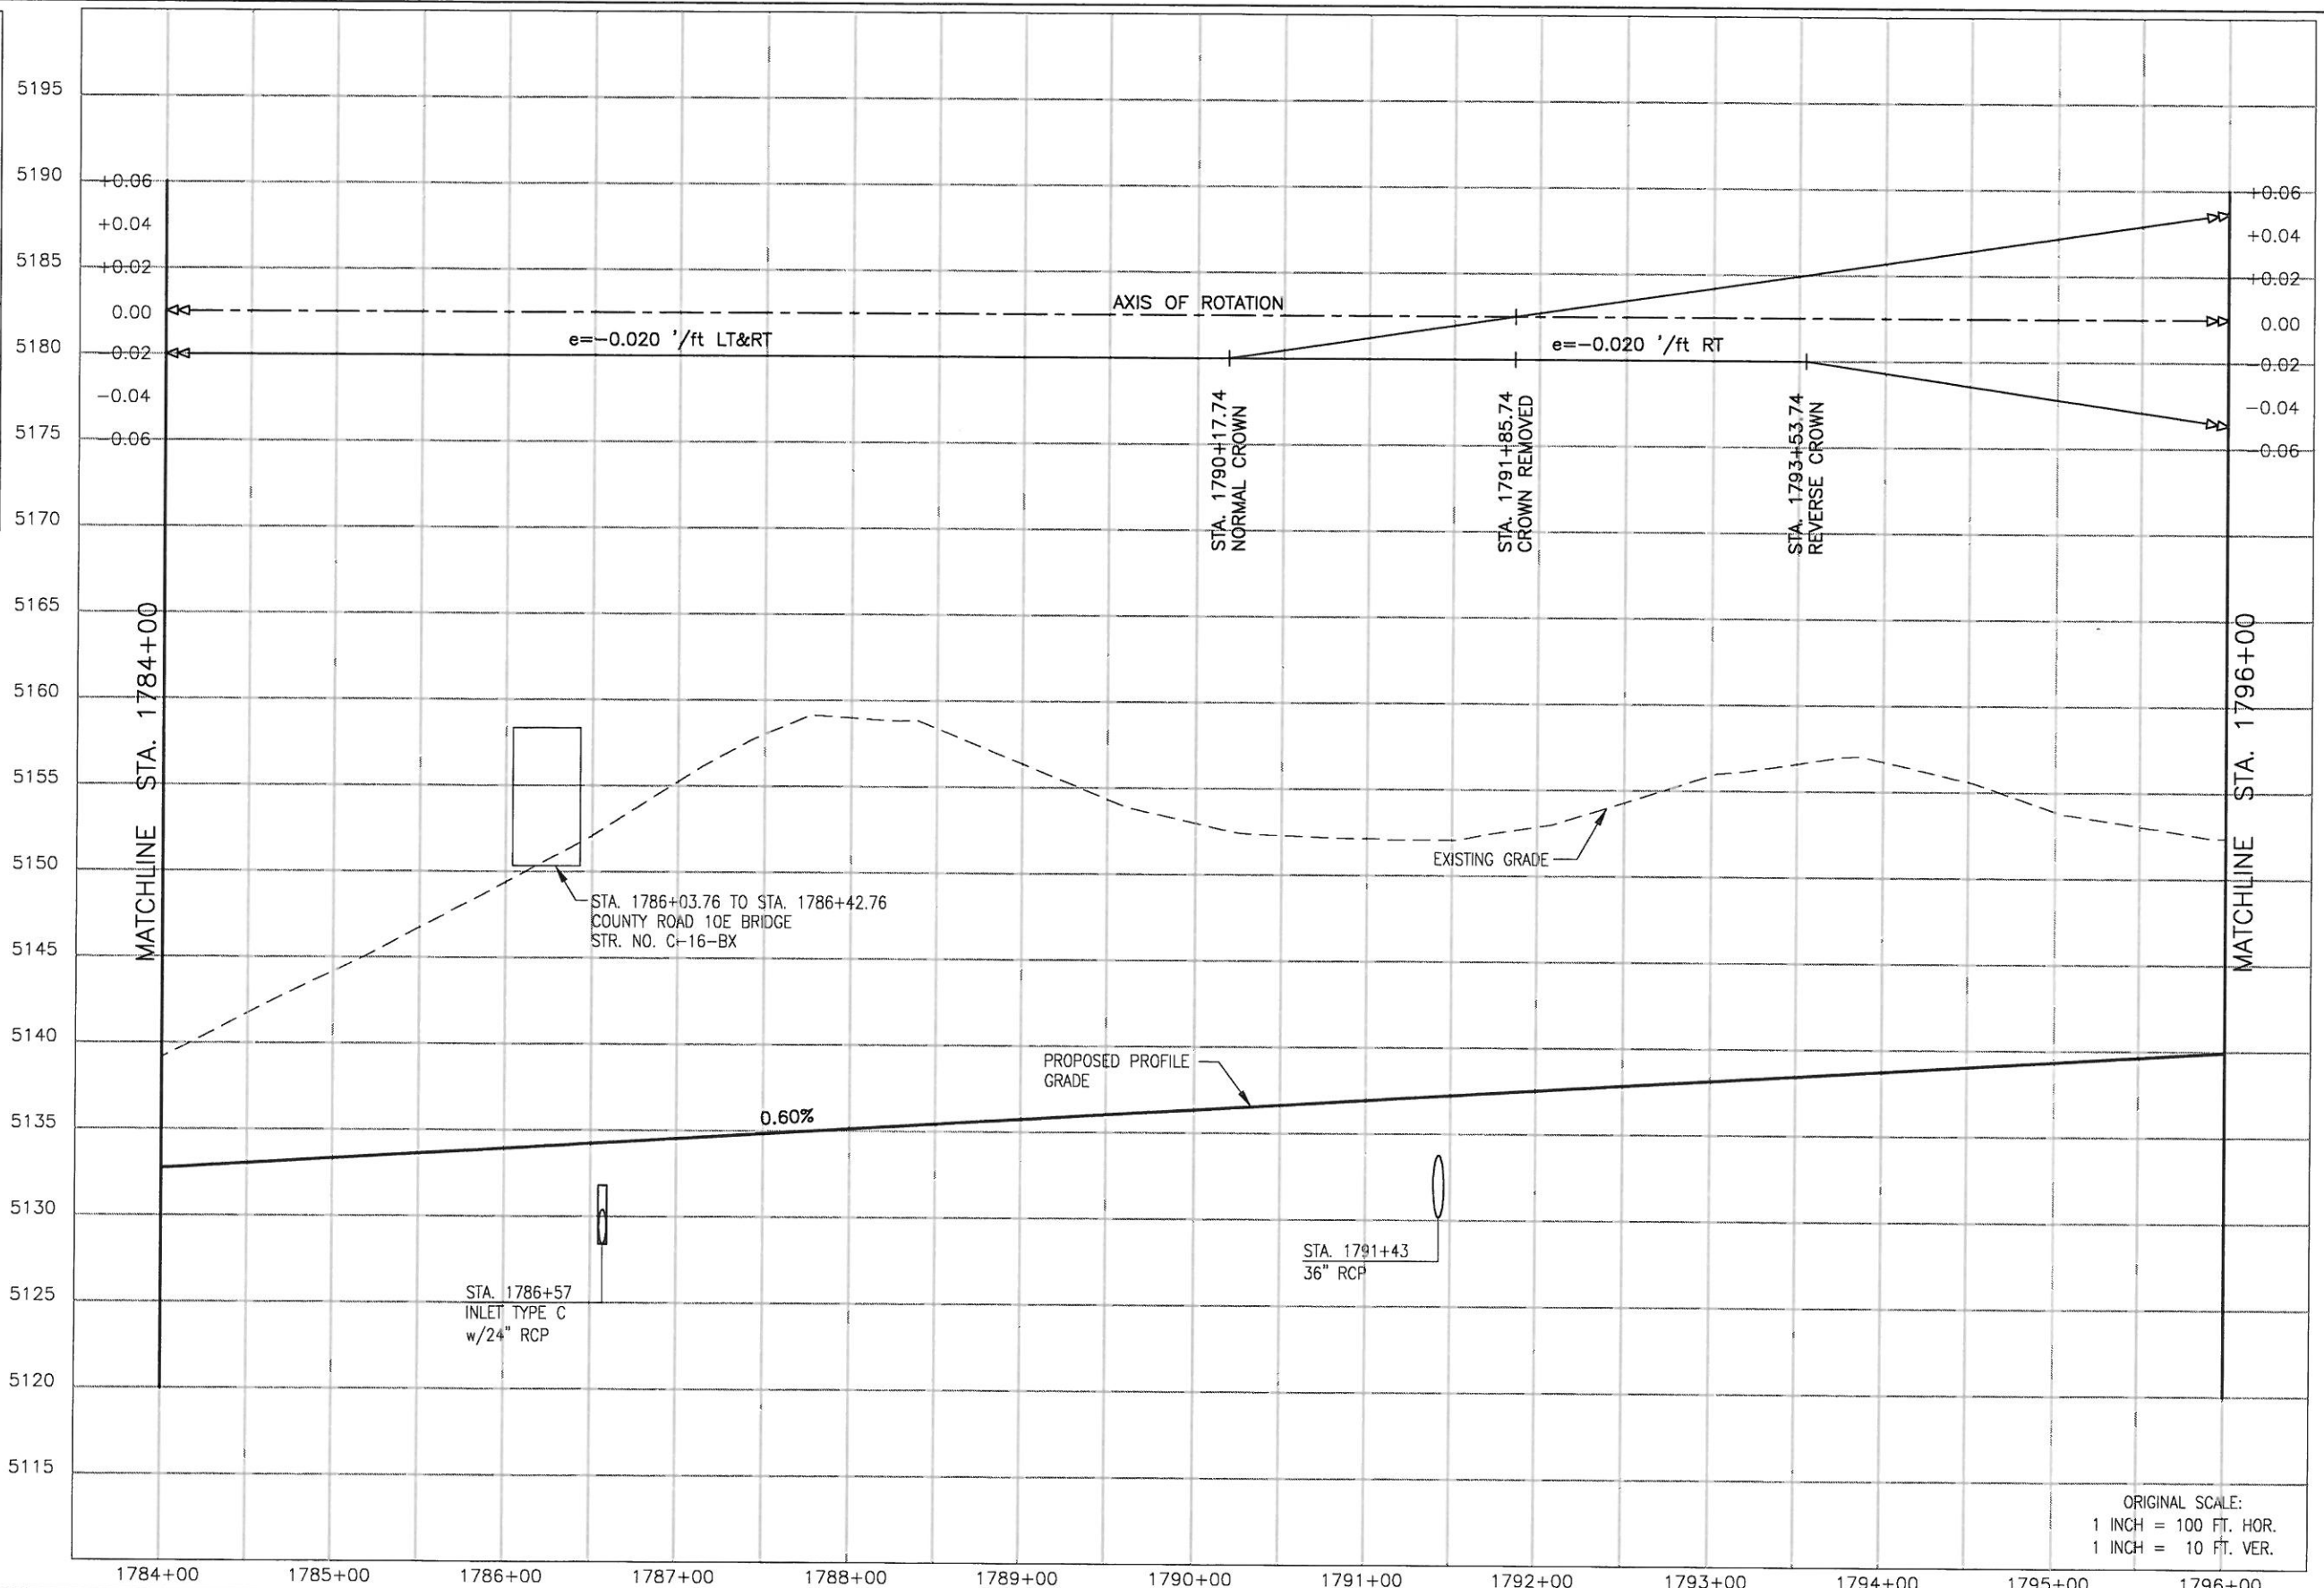 5195
5190
5185
5180
5175
5170
5165
5160
5155
5150
5145
5140
5135
5130
5125
5120
5115
+0.06
+0.04
+0.02
0.00
-0.02
-0.04
-0.06
+0.06
+0.04
+0.02
0.00
-0.02
-0.04
-0.06
AXIS OF ROTATION
e=-0.020 '/ft LT&RT
e=-0.020 '/ft RT
STA. 1790+17.74
NORMAL CROWN
STA. 1791+85.74
CROWN REMOVED
STA. 1793+53.74
REVERSE CROWN
MATCHLINE STA. 1784+00
MATCHLINE STA. 1796+00
EXISTING GRADE
STA. 1786+03.76 TO STA. 1786+42.76
COUNTY ROAD 10E BRIDGE
STR. NO. C-16-BX
PROPOSED PROFILE
GRADE
0.60%
STA. 1786+57
INLET TYPE C
w/24" RCP
STA. 1791+43
36" RCP
ORIGINAL SCALE:
1 INCH = 100 FT. HOR.
1 INCH = 10 FT. VER.
1784+00
1785+00
1786+00
1787+00
1788+00
1789+00
1790+00
1791+00
1792+00
1793+00
1794+00
1795+00
1796+00